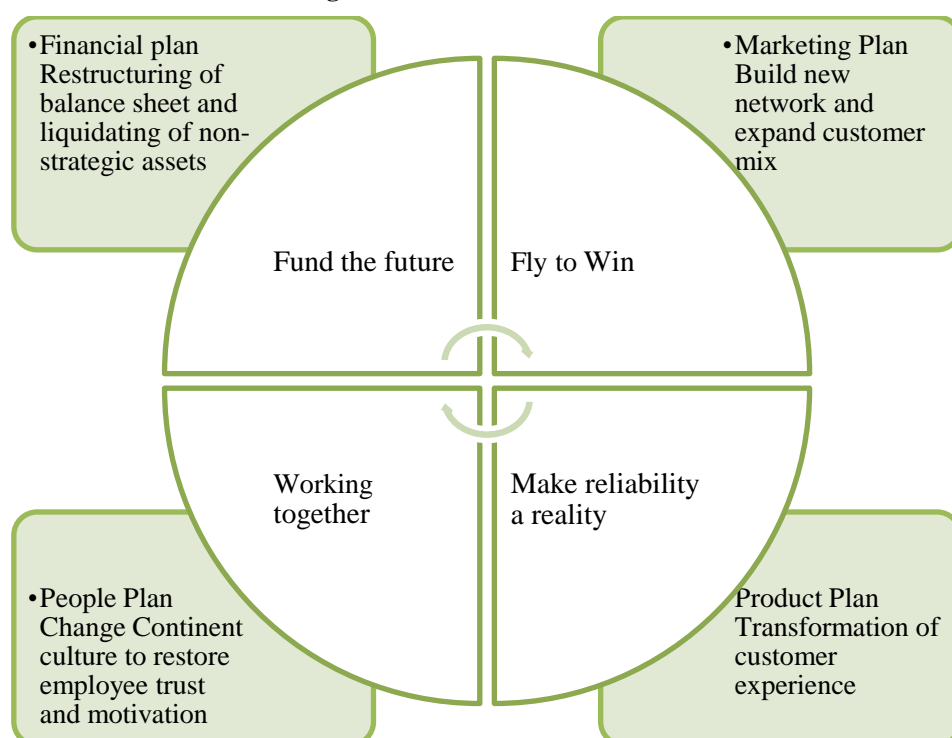 •Financial plan
Restructuring of
balance sheet and
liquidating of non-
strategic assets
•Marketing Plan
Build new
network and
expand customer
mix
Fund the future
Fly to Win
Working
together
Make reliability
a reality
•People Plan
Change Continent
culture to restore
employee trust
and motivation
Product Plan
Transformation of
customer
experience